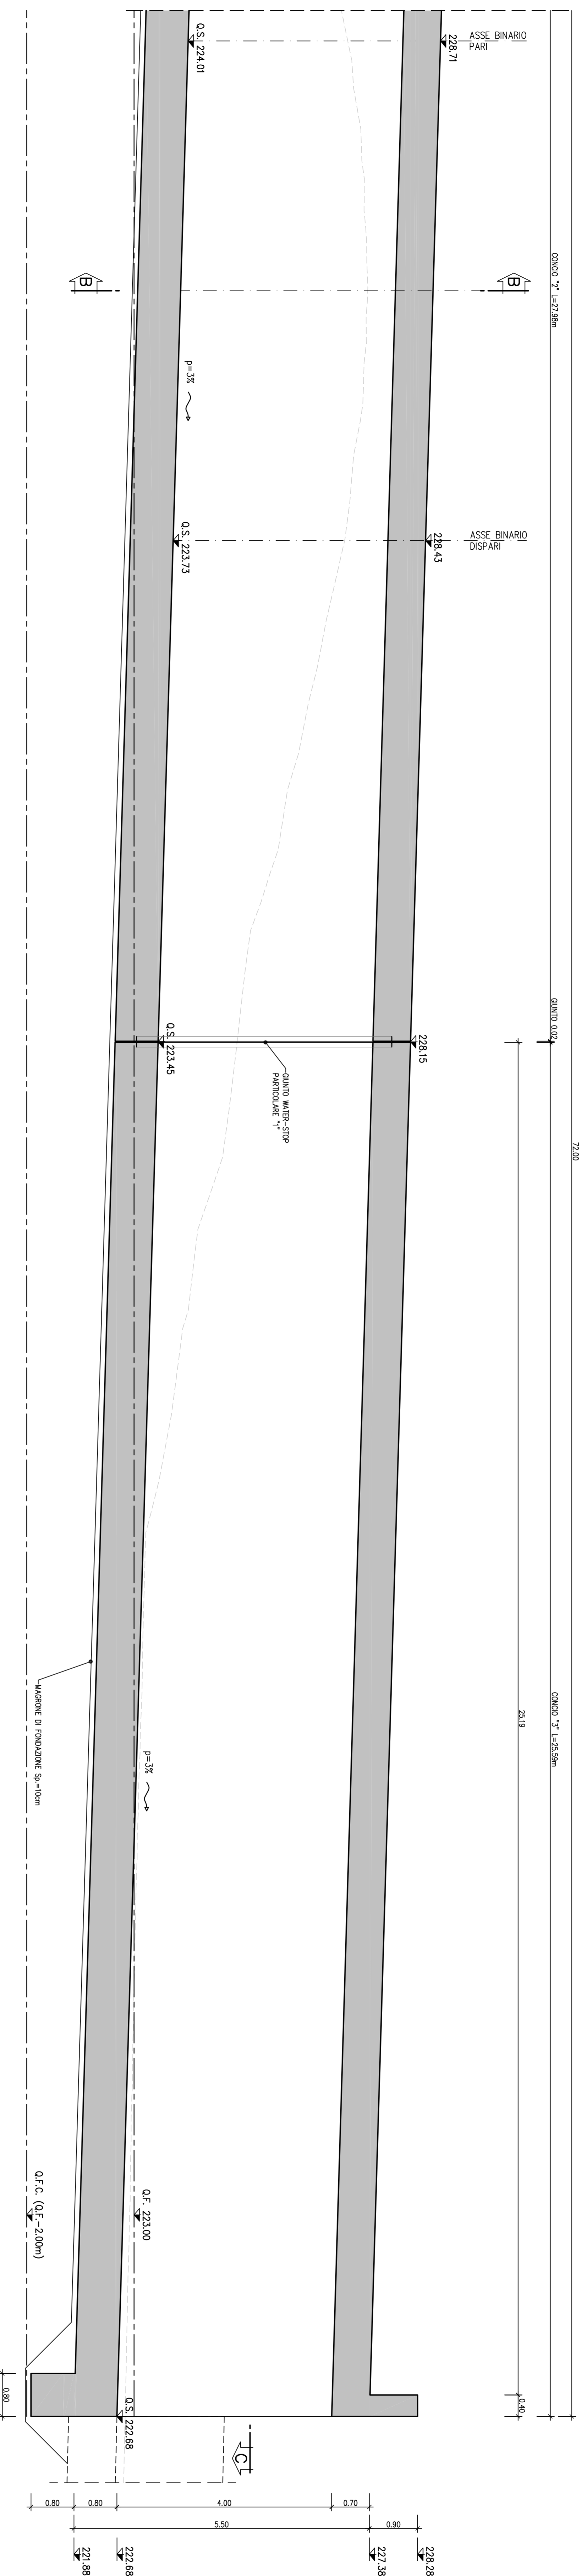 Q.S. 224.01
228.71
ASSE BINARIO
PARI
B
B
CONCIO "2" L=27.98m
p=3%
Q.S. 223.73
228.43
ASSE BINARIO
DISPARI
GIUNTO 0.02
Q.S. 223.45
228.15
GIUNTO WATER-STOP
PARTICOLARE "1"
72.00
MAGRONE DI FONDAZIONE Sp.=10cm
p=3%
25.19
CONCIO "3" L=25.59m
Q.F.C. (Q.F.-2.00m)
Q.F. 223.00
0.80
Q.S. 222.68
0.40
C
0.80
0.80
4.00
0.70
5.50
0.90
221.88
222.68
227.38
228.28